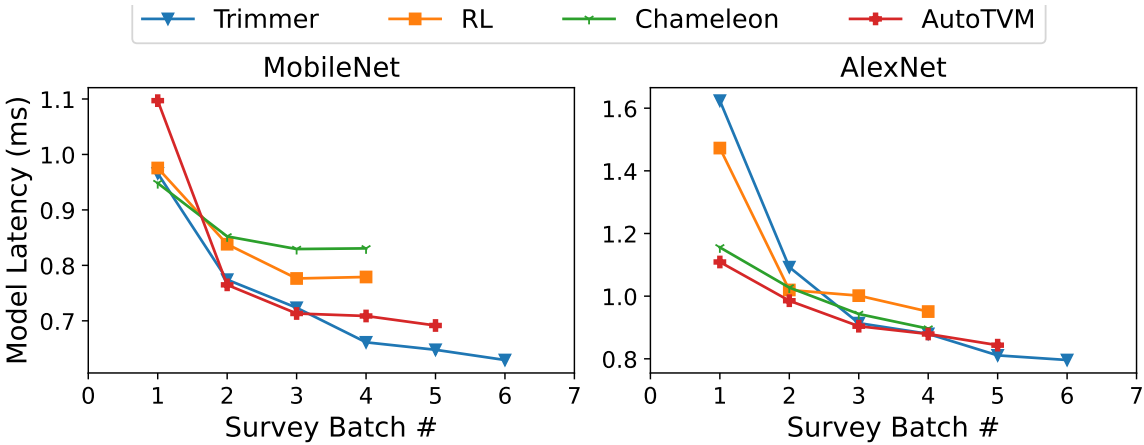 Trimmer RL Chameleon AutoTVM
MobileNet
Model Latency (ms)
1.1
1.0
0.9
0.8
0.7
0 1 2 3 4 5 6 7
Survey Batch #
AlexNet
1.6
1.4
1.2
1.0
0.8
0 1 2 3 4 5 6 7
Survey Batch #